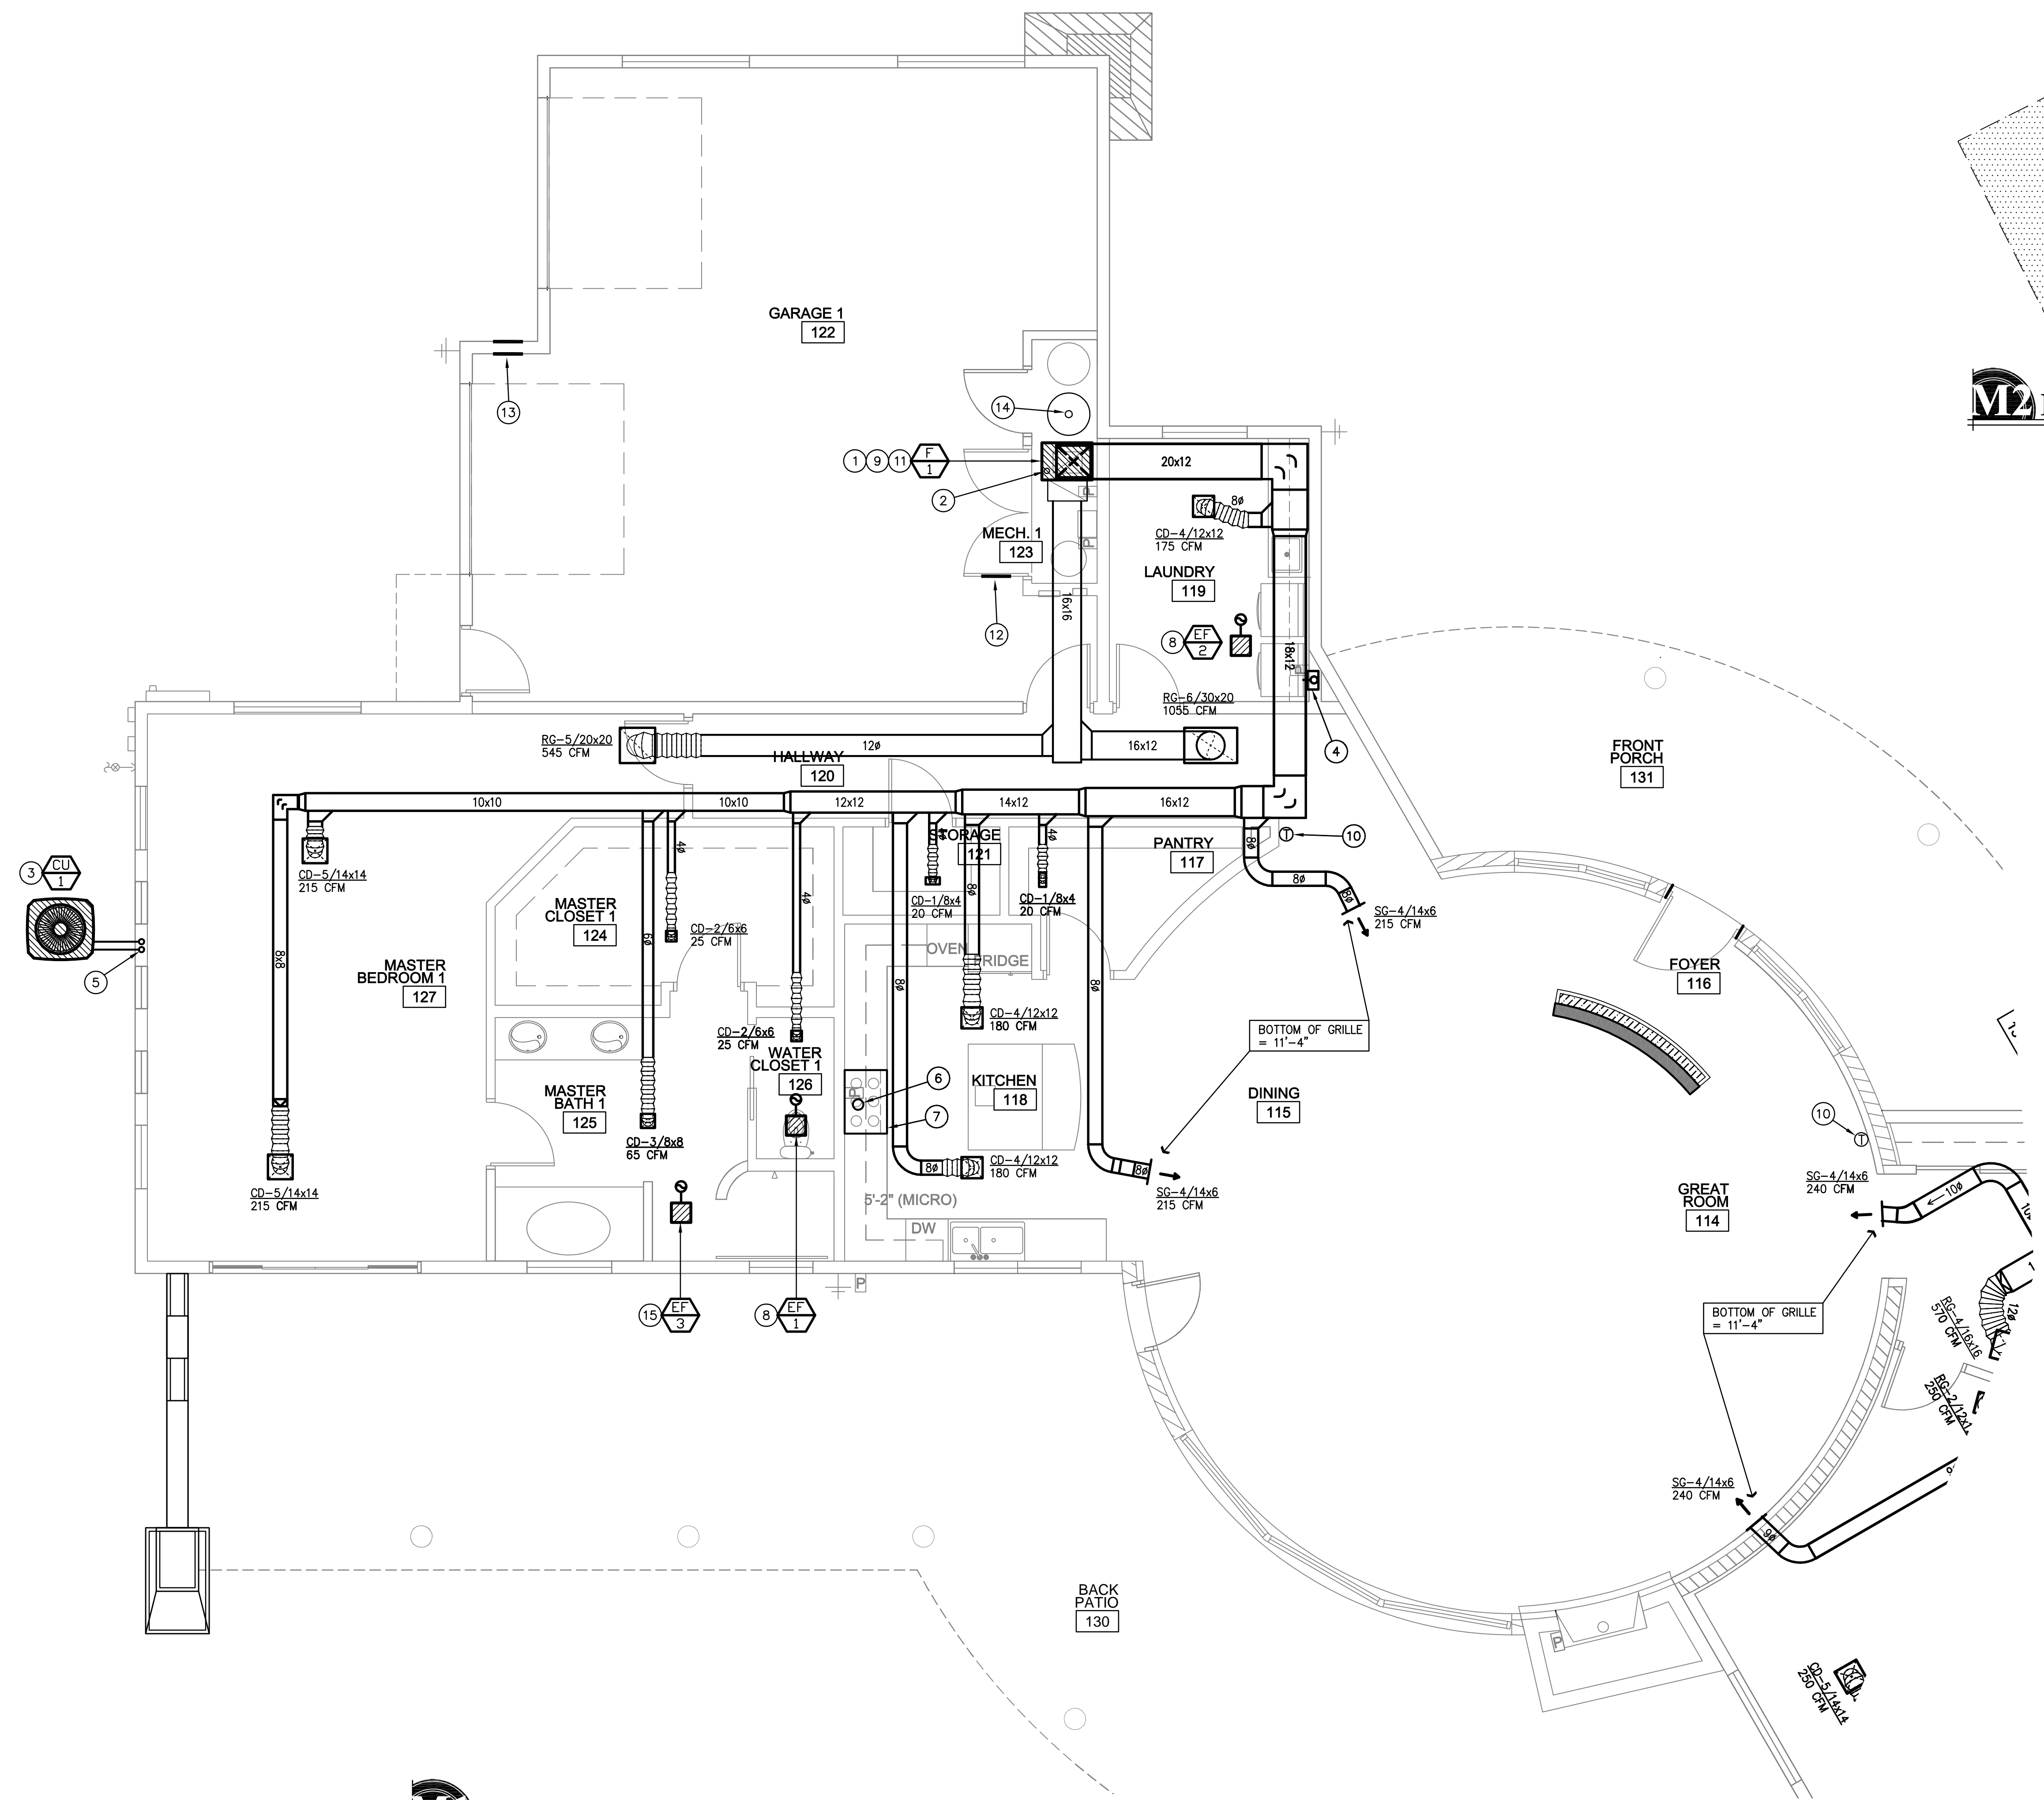 GARAGE 1
122
M2
13
14
1
9
11
F
1
2
20x12
8ø
CD-4/12x12
175 CFM
MECH. 1
123
LAUNDRY
119
16x16
12
8
EF
2
18x12
P
P
P
RG-6/30x20
1055 CFM
4
RG-5/20x20
545 CFM
12ø
16x12
HALLWAY
120
FRONT
PORCH
131
10x10
10x10
12x12
14x12
16x12
STORAGE
121
PANTRY
117
10
8ø
8ø
8ø
4ø
4ø
4ø
4ø
3
CU
1
CD-5/14x14
215 CFM
CD-1/8x4
20 CFM
CD-1/8x4
20 CFM
SG-4/14x6
215 CFM
MASTER
CLOSET 1
124
CD-2/6x6
25 CFM
OVEN
FRIDGE
8x8
6ø
8ø
8ø
8ø
5
MASTER
BEDROOM 1
127
FOYER
116
CD-4/12x12
180 CFM
BOTTOM OF GRILLE
= 11'-4"
CD-2/6x6
25 CFM
WATER
CLOSET 1
126
6
P
KITCHEN
118
7
DINING
115
MASTER
BATH 1
125
10
CD-3/8x8
65 CFM
8ø
CD-4/12x12
180 CFM
8ø
SG-4/14x6
215 CFM
SG-4/14x6
240 CFM
10ø
CD-5/14x14
215 CFM
5'-2" (MICRO)
DW
GREAT
ROOM
114
P
15
EF
3
8
EF
1
BOTTOM OF GRILLE
= 11'-4"
12ø
RG-4/16x16
570 CFM
RG-2/12x1
250 CFM
SG-4/14x6
240 CFM
9ø
BACK
PATIO
130
P
CD-5/14x14
250 CFM